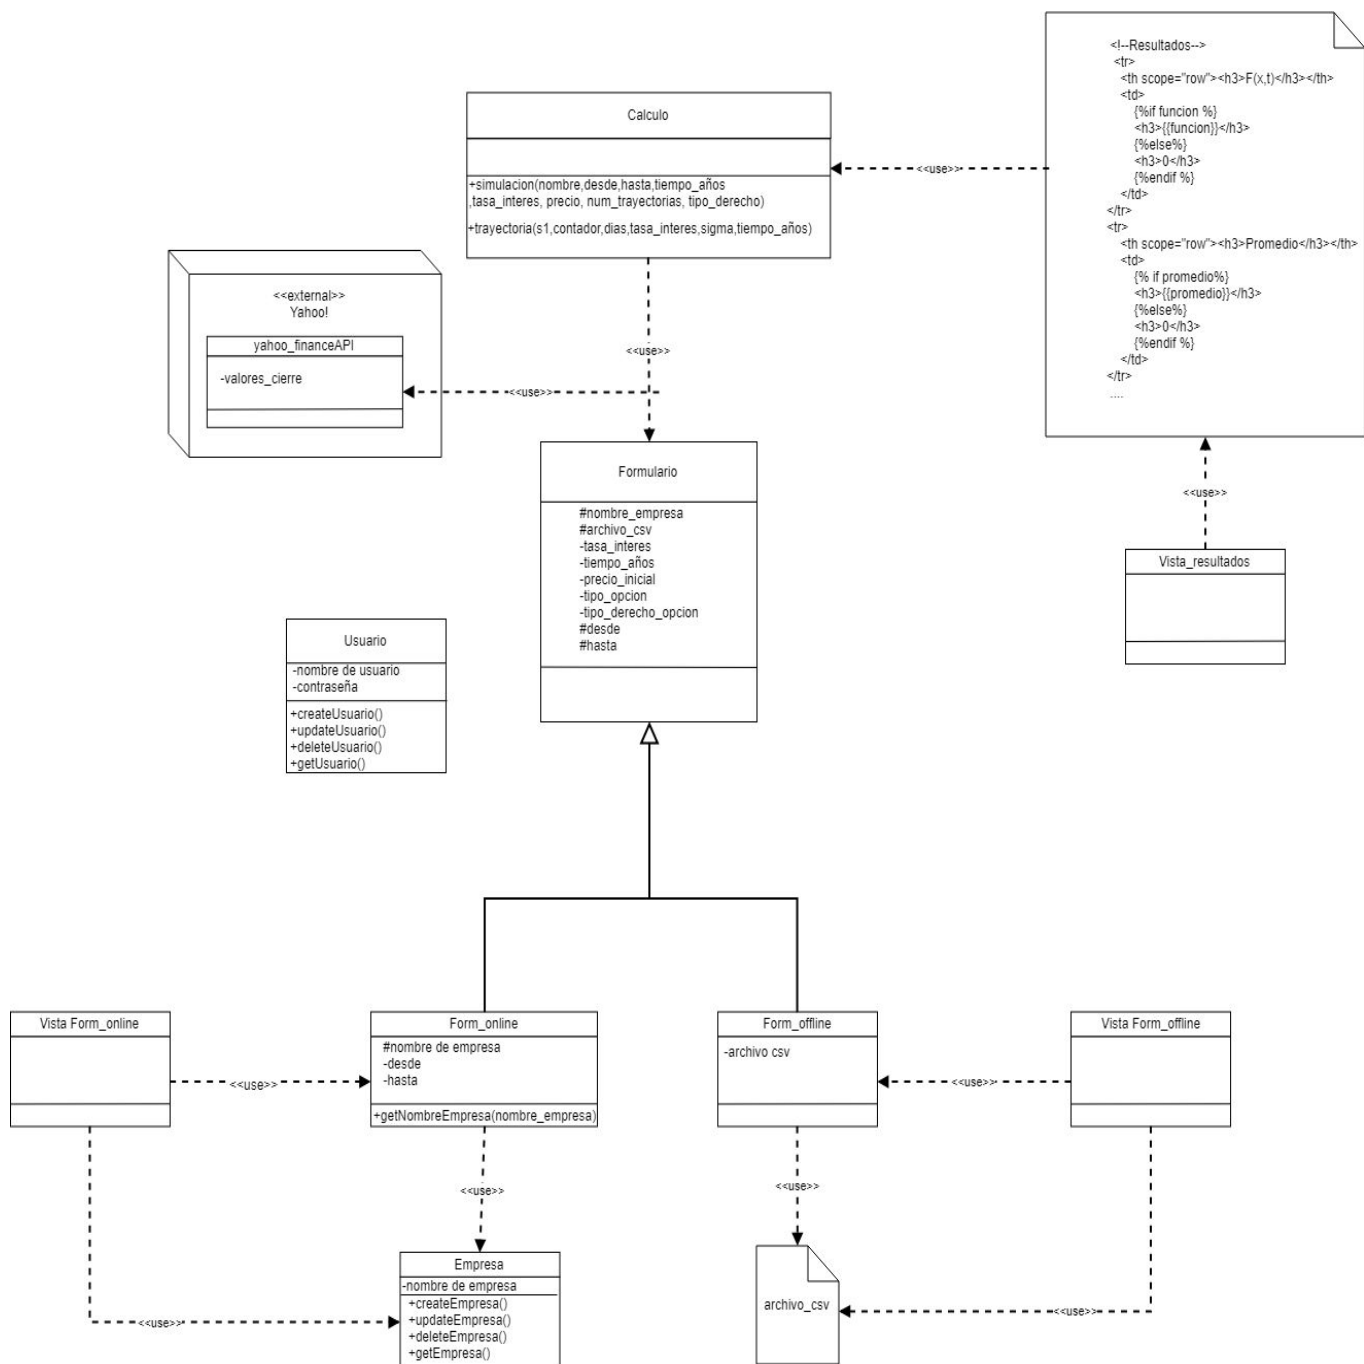 <!--Resultados-->
<tr>
<th scope="row"><h3>F(x,t)</h3></th>
<td>
{%if funcion %}
<h3>{{funcion}}</h3>
{%else%}
<h3>0</h3>
{%endif %}
</td>
</tr>
<tr>
<th scope="row"><h3>Promedio</h3></th>
<td>
{% if promedio%}
<h3>{{promedio}}</h3>
{%else%}
<h3>0</h3>
{%endif %}
</td>
</tr>
....
Calculo
+simulacion(nombre,desde,hasta,tiempo_años
,tasa_interes, precio, num_trayectorias, tipo_derecho)
+trayectoria(s1,contador,dias,tasa_interes,sigma,tiempo_años)
<<use>>
<<external>>
Yahoo!
yahoo_financeAPI
-valores_cierre
<<use>>
<<use>>
Formulario
#nombre_empresa
#archivo_csv
-tasa_interes
-tiempo_años
-precio_inicial
-tipo_opcion
-tipo_derecho_opcion
#desde
#hasta
<<use>>
Vista_resultados
Usuario
-nombre de usuario
-contraseña
+createUsuario()
+updateUsuario()
+deleteUsuario()
+getUsuario()
Vista Form_online
<<use>>
Form_online
#nombre de empresa
-desde
-hasta
+getNombreEmpresa(nombre_empresa)
Form_offline
-archivo csv
<<use>>
Vista Form_offline
<<use>>
<<use>>
Empresa
-nombre de empresa
+createEmpresa()
+updateEmpresa()
+deleteEmpresa()
+getEmpresa()
<<use>>
archivo_csv
<<use>>